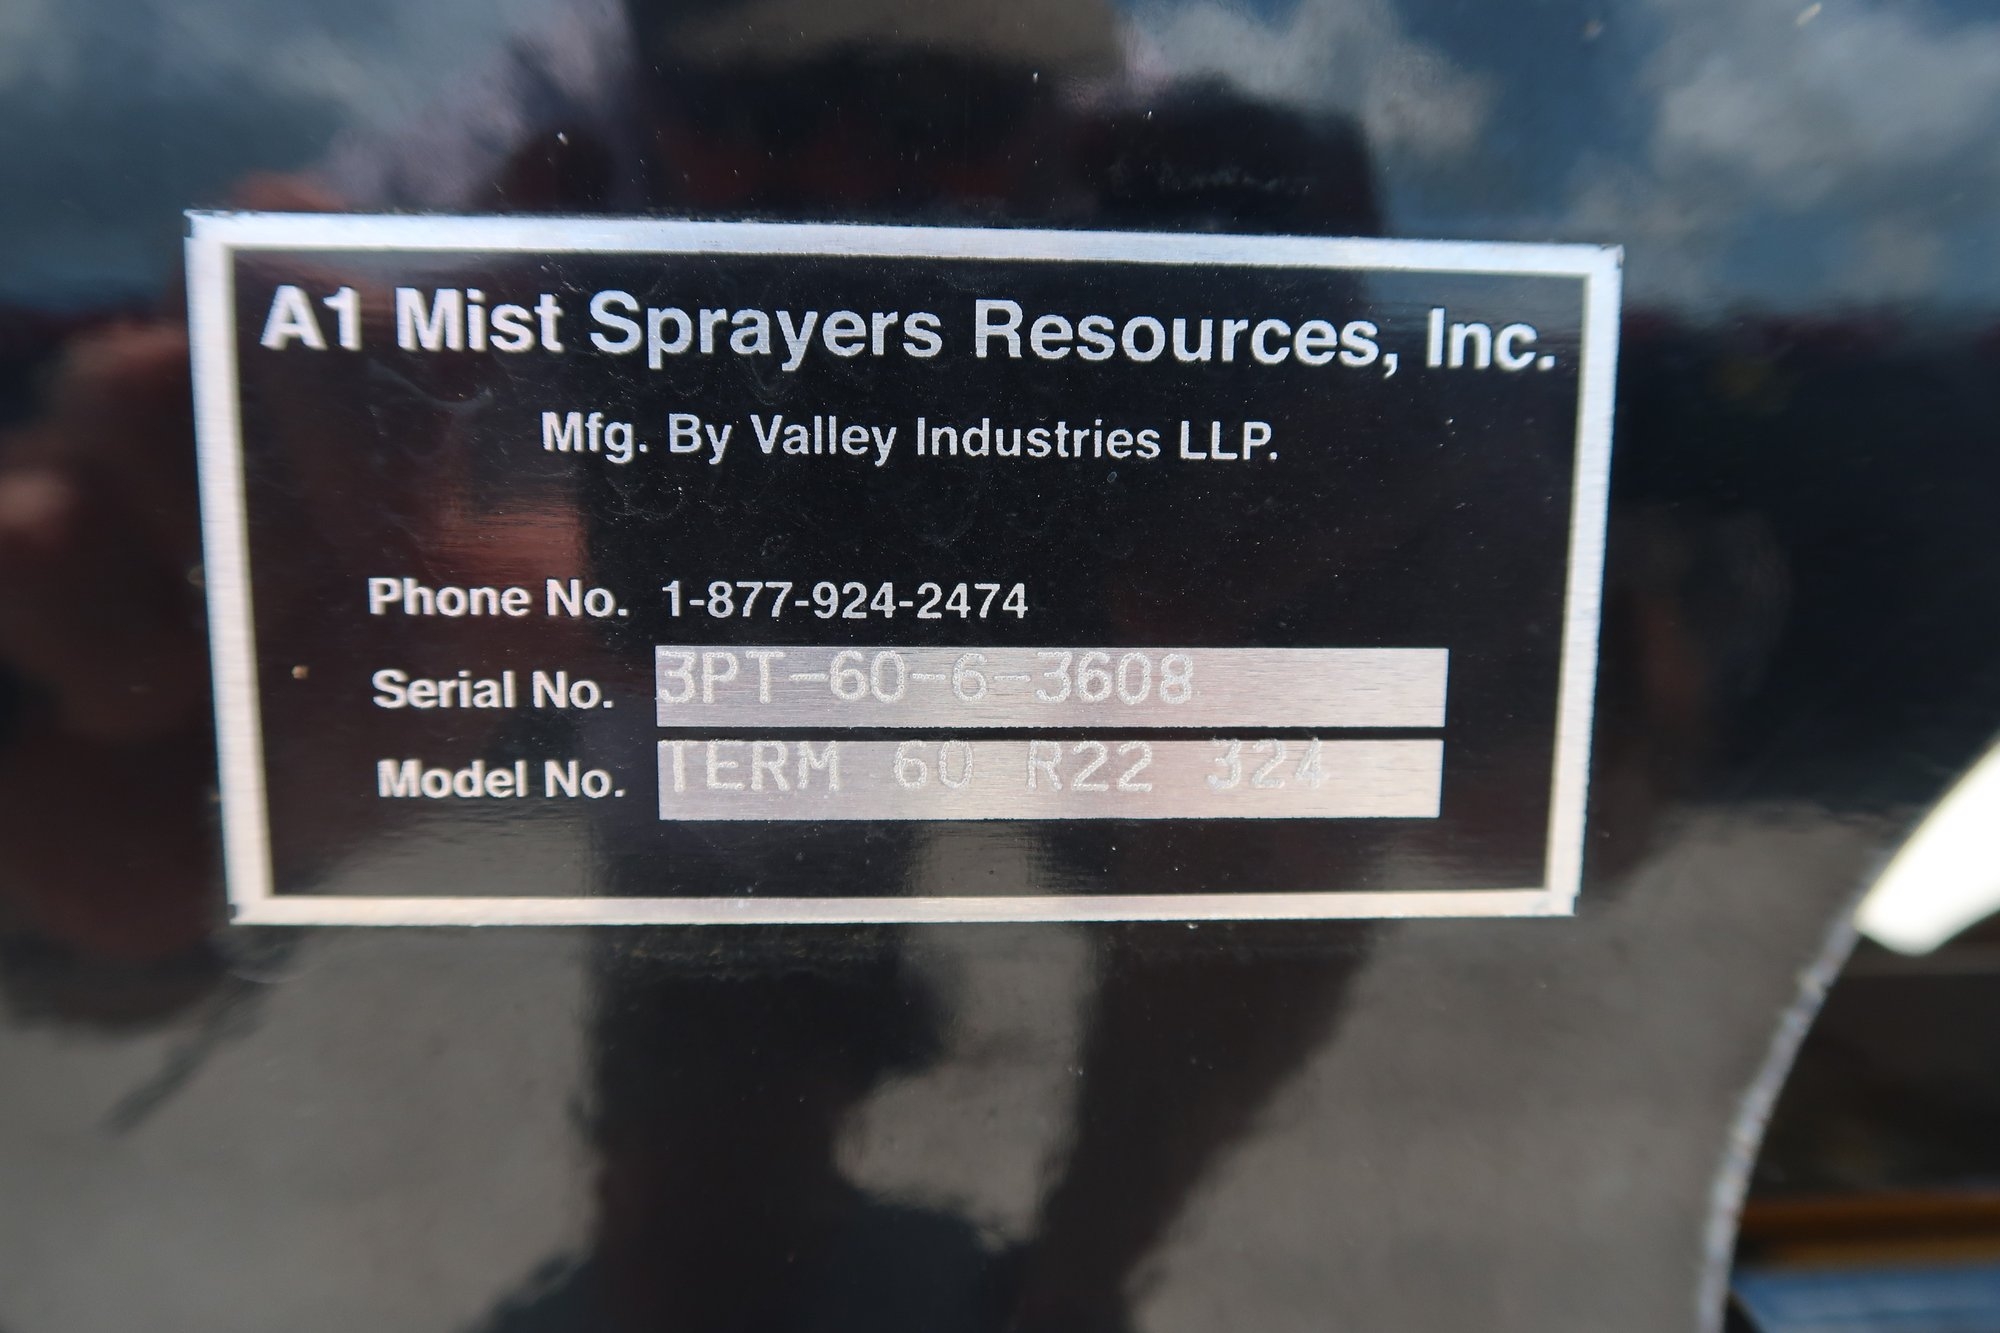 A1 Mist Sprayers Resources, Inc.
Mfg. By Valley Industries LLP.
Phone No. 1-877-924-2474
Serial No. 3PT-60-6-3608
Model No. TERM 60 R22 324